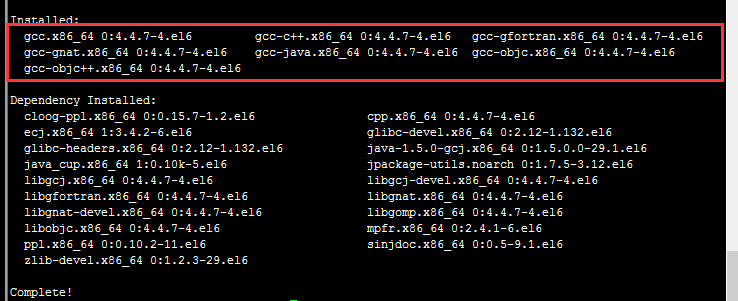 Installed:
gcc.x86_64 0:4.4.7-4.el6 gcc-c++.x86_64 0:4.4.7-4.el6 gcc-gfortran.x86_64 0:4.4.7-4.el6
gcc-gnat.x86_64 0:4.4.7-4.el6 gcc-java.x86_64 0:4.4.7-4.el6 gcc-objc.x86_64 0:4.4.7-4.el6
gcc-objc++.x86_64 0:4.4.7-4.el6
Dependency Installed:
cloog-ppl.x86_64 0:0.15.7-1.2.el6 cpp.x86_64 0:4.4.7-4.el6
ecj.x86_64 1:3.4.2-6.el6 glibc-devel.x86_64 0:2.12-1.132.el6
glibc-headers.x86_64 0:2.12-1.132.el6 java-1.5.0-gcj.x86_64 0:1.5.0.0-29.1.el6
java_cup.x86_64 1:0.10k-5.el6 jpackage-utils.noarch 0:1.7.5-3.12.el6
libgcj.x86_64 0:4.4.7-4.el6 libgcj-devel.x86_64 0:4.4.7-4.el6
libgfortran.x86_64 0:4.4.7-4.el6 libgnat.x86_64 0:4.4.7-4.el6
libgnat-devel.x86_64 0:4.4.7-4.el6 libgomp.x86_64 0:4.4.7-4.el6
libobjc.x86_64 0:4.4.7-4.el6 mpfr.x86_64 0:2.4.1-6.el6
ppl.x86_64 0:0.10.2-11.el6 sinjdoc.x86_64 0:0.5-9.1.el6
zlib-devel.x86_64 0:1.2.3-29.el6
Complete!